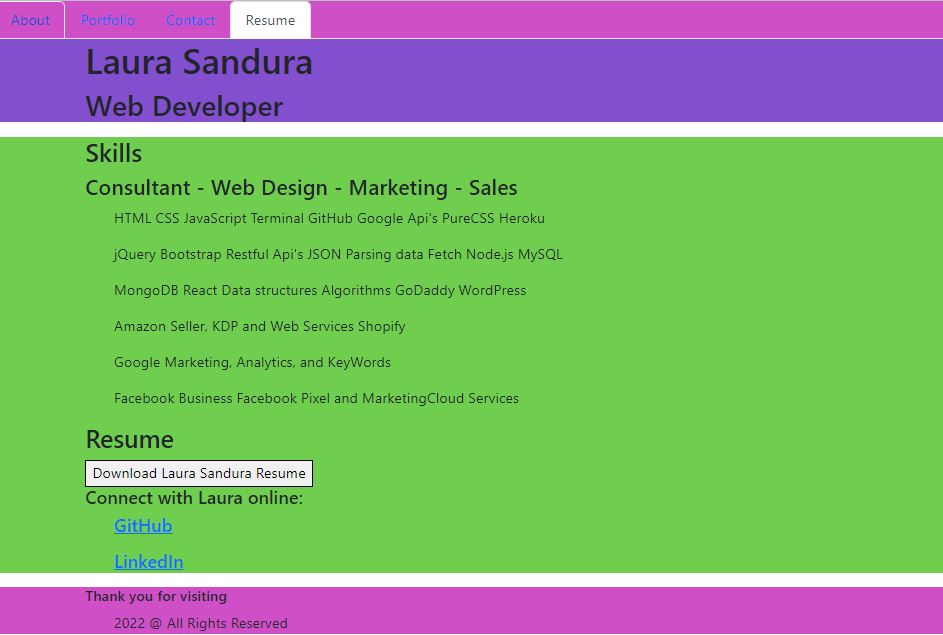 About Portfolio Contact Resume
Laura Sandura
Web Developer
Skills
Consultant - Web Design - Marketing - Sales
HTML CSS JavaScript Terminal GitHub Google Api's PureCSS Heroku
jQuery Bootstrap Restful Api's JSON Parsing data Fetch Node.js MySQL
MongoDB React Data structures Algorithms GoDaddy WordPress
Amazon Seller, KDP and Web Services Shopify
Google Marketing, Analytics, and KeyWords
Facebook Business Facebook Pixel and MarketingCloud Services
Resume
Download Laura Sandura Resume
Connect with Laura online:
GitHub
LinkedIn
Thank you for visiting
2022 @ All Rights Reserved